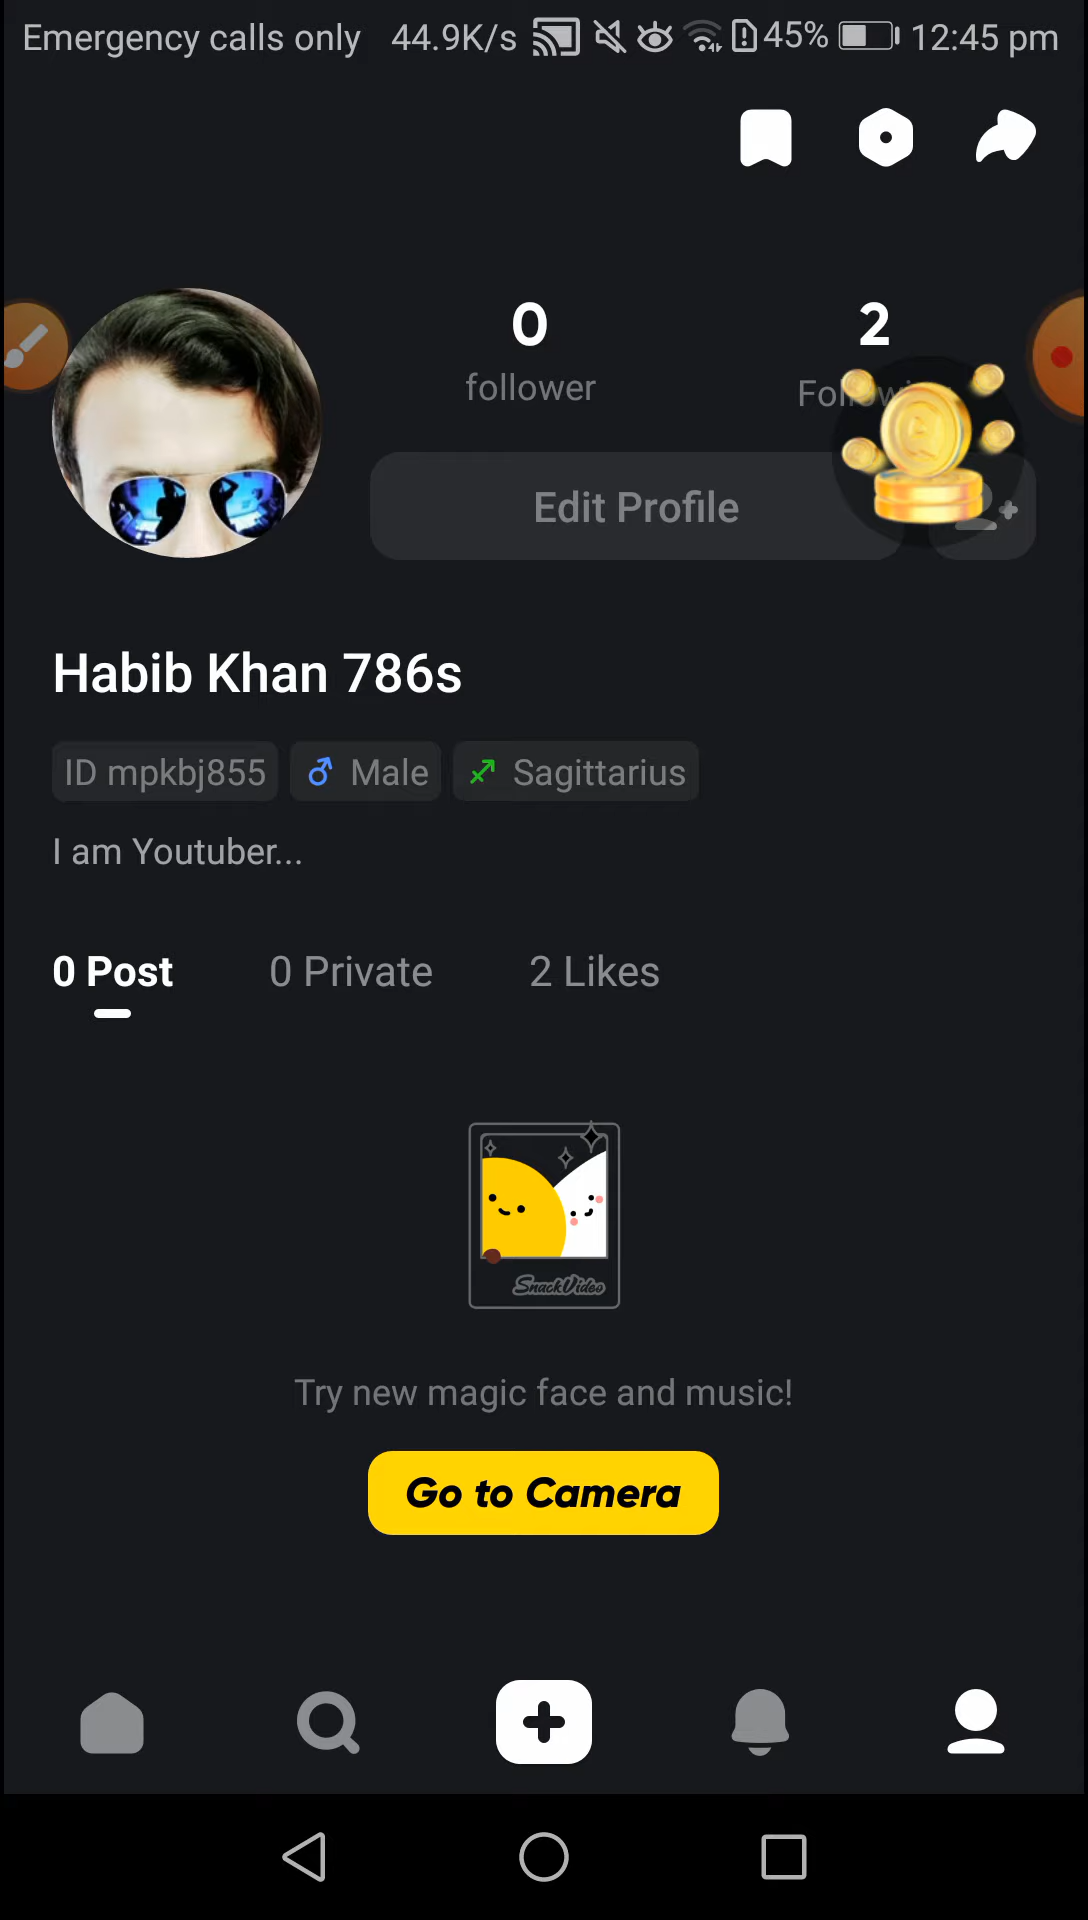 Emergency calls only 44.9K/s 45% 12:45 pm
0 2
follower
Edit Profile
Habib Khan 786s
ID mpkbj855 Male Sagittarius
I am Youtuber...
0 Post 0 Private 2 Likes
SnackVideo
Try new magic face and music!
Go to Camera